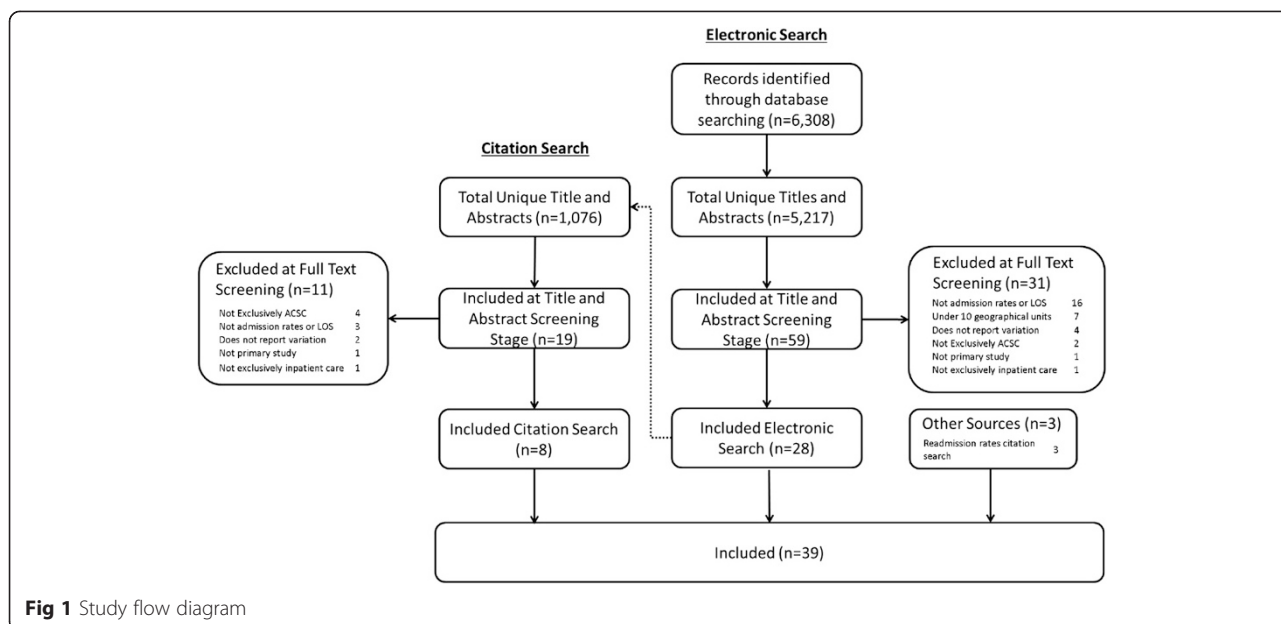 Electronic Search
Records identified
through database
searching (n=6,308)
Citation Search
Total Unique Title and
Abstracts (n=1,076)
Total Unique Titles and
Abstracts (n=5,217)
Excluded at Full Text
Screening (n=11)
Not Exclusively ACSC 4
Not admission rates or LOS 3
Does not report variation 2
Not primary study 1
Not exclusively inpatient care 1
Included at Title and
Abstract Screening
Stage (n=19)
Included at Title and
Abstract Screening
Stage (n=59)
Excluded at Full Text
Screening (n=31)
Not admission rates or LOS 16
Under 10 geographical units 7
Does not report variation 4
Not Exclusively ACSC 2
Not primary study 1
Not exclusively inpatient care 1
Included Citation Search
(n=8)
Included Electronic
Search (n=28)
Other Sources (n=3)
Readmission rates citation
search 3
Included (n=39)
Fig 1 Study flow diagram